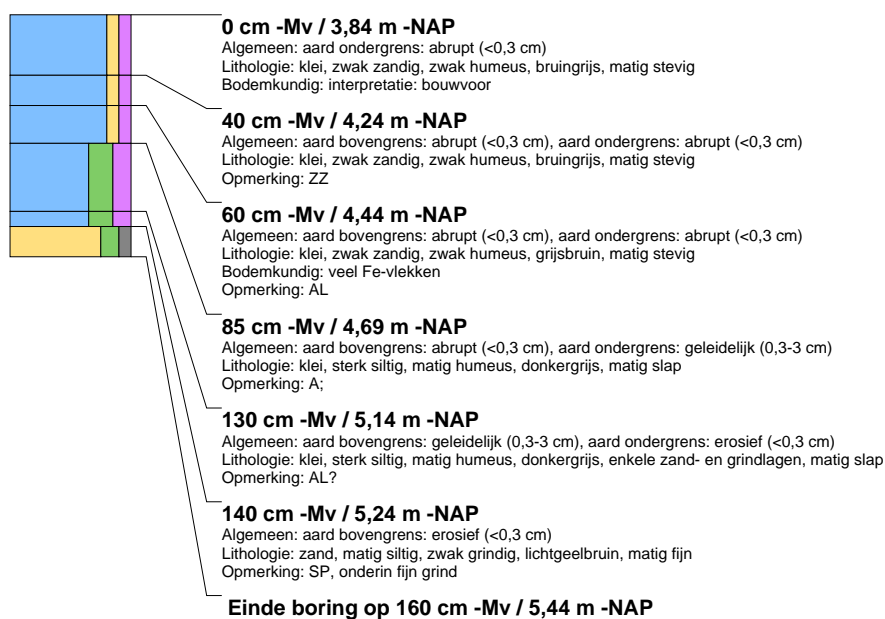 0 cm -Mv / 3,84 m -NAP
Algemeen: aard ondergrens: abrupt (<0,3 cm)
Lithologie: klei, zwak zandig, zwak humeus, bruingrijs, matig stevig
Bodemkundig: interpretatie: bouwvoor
40 cm -Mv / 4,24 m -NAP
Algemeen: aard bovengrens: abrupt (<0,3 cm), aard ondergrens: abrupt (<0,3 cm)
Lithologie: klei, zwak zandig, zwak humeus, bruingrijs, matig stevig
Opmerking: ZZ
60 cm -Mv / 4,44 m -NAP
Algemeen: aard bovengrens: abrupt (<0,3 cm), aard ondergrens: abrupt (<0,3 cm)
Lithologie: klei, zwak zandig, zwak humeus, grijsbruin, matig stevig
Bodemkundig: veel Fe-vlekken
Opmerking: AL
85 cm -Mv / 4,69 m -NAP
Algemeen: aard bovengrens: abrupt (<0,3 cm), aard ondergrens: geleidelijk (0,3-3 cm)
Lithologie: klei, sterk siltig, matig humeus, donkergrijs, matig slap
Opmerking: A;
130 cm -Mv / 5,14 m -NAP
Algemeen: aard bovengrens: geleidelijk (0,3-3 cm), aard ondergrens: erosief (<0,3 cm)
Lithologie: klei, sterk siltig, matig humeus, donkergrijs, enkele zand- en grindlagen, matig slap
Opmerking: AL?
140 cm -Mv / 5,24 m -NAP
Algemeen: aard bovengrens: erosief (<0,3 cm)
Lithologie: zand, matig siltig, zwak grindig, lichtgeelbruin, matig fijn
Opmerking: SP, onderin fijn grind
Einde boring op 160 cm -Mv / 5,44 m -NAP